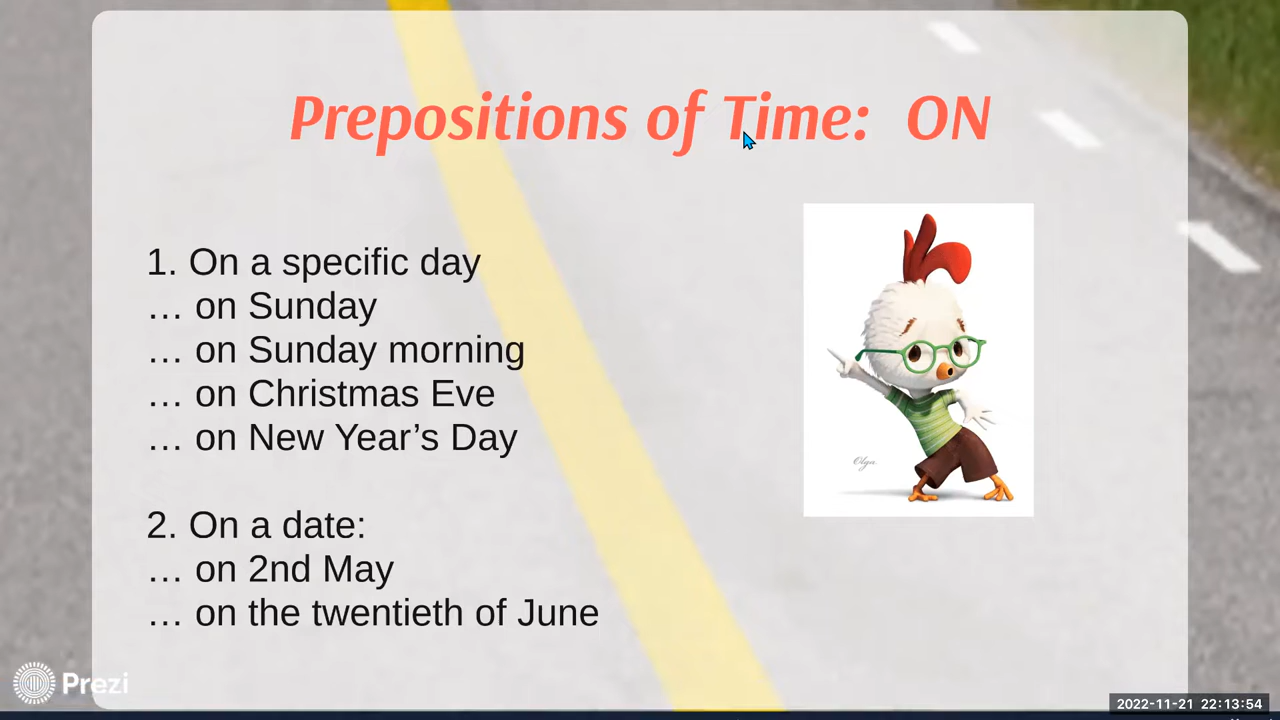 Prepositions of Time: ON
1. On a specific day
… on Sunday
… on Sunday morning
… on Christmas Eve
… on New Year’s Day
2. On a date:
… on 2nd May
… on the twentieth of June
Olga
Prezi
2022-11-21 22:13:54